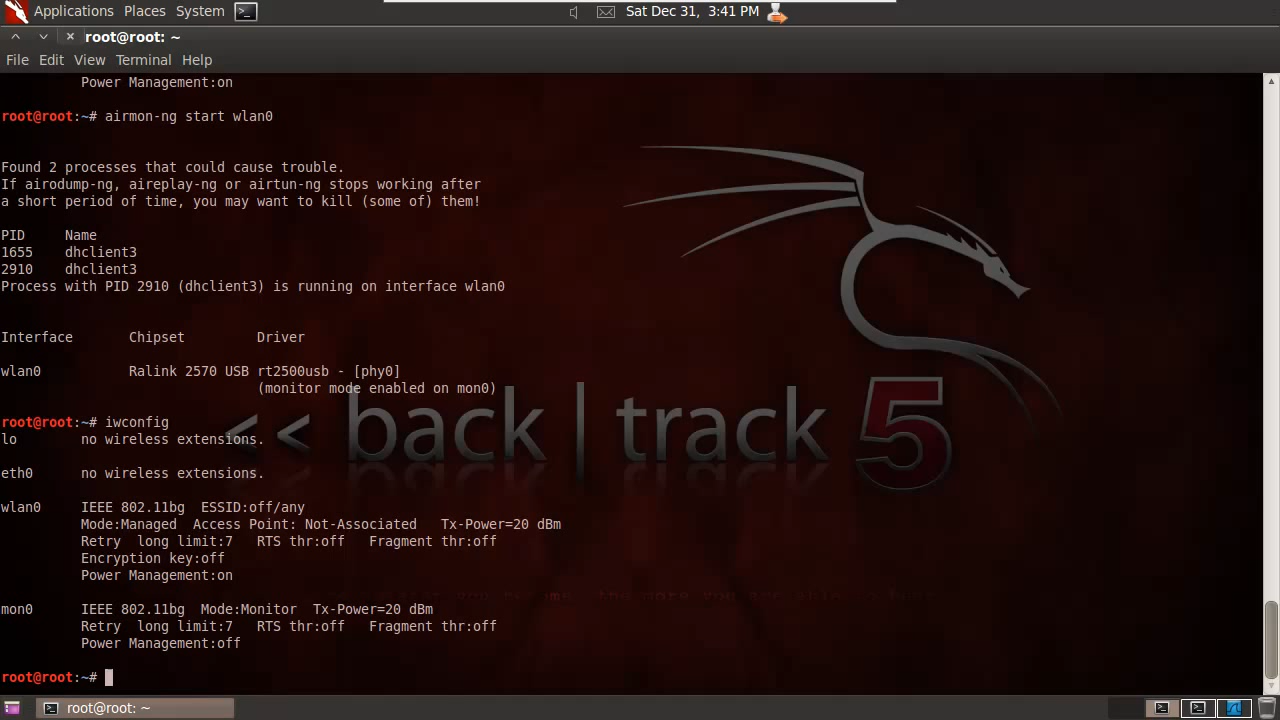 Applications Places System Sat Dec 31, 3:41 PM
root@root: ~
File Edit View Terminal Help
Power Management:on
root@root:~# airmon-ng start wlan0
Found 2 processes that could cause trouble.
If airodump-ng, aireplay-ng or airtun-ng stops working after
a short period of time, you may want to kill (some of) them!
PID Name
1655 dhclient3
2910 dhclient3
Process with PID 2910 (dhclient3) is running on interface wlan0
Interface Chipset Driver
wlan0 Ralink 2570 USB rt2500usb - [phy0]
(monitor mode enabled on mon0)
root@root:~# iwconfig
lo no wireless extensions.
<< back | track 5
eth0 no wireless extensions.
wlan0 IEEE 802.11bg ESSID:off/any
Mode:Managed Access Point: Not-Associated Tx-Power=20 dBm
Retry long limit:7 RTS thr:off Fragment thr:off
Encryption key:off
Power Management:on
mon0 IEEE 802.11bg Mode:Monitor Tx-Power=20 dBm
Retry long limit:7 RTS thr:off Fragment thr:off
Power Management:off
root@root:~#
root@root: ~